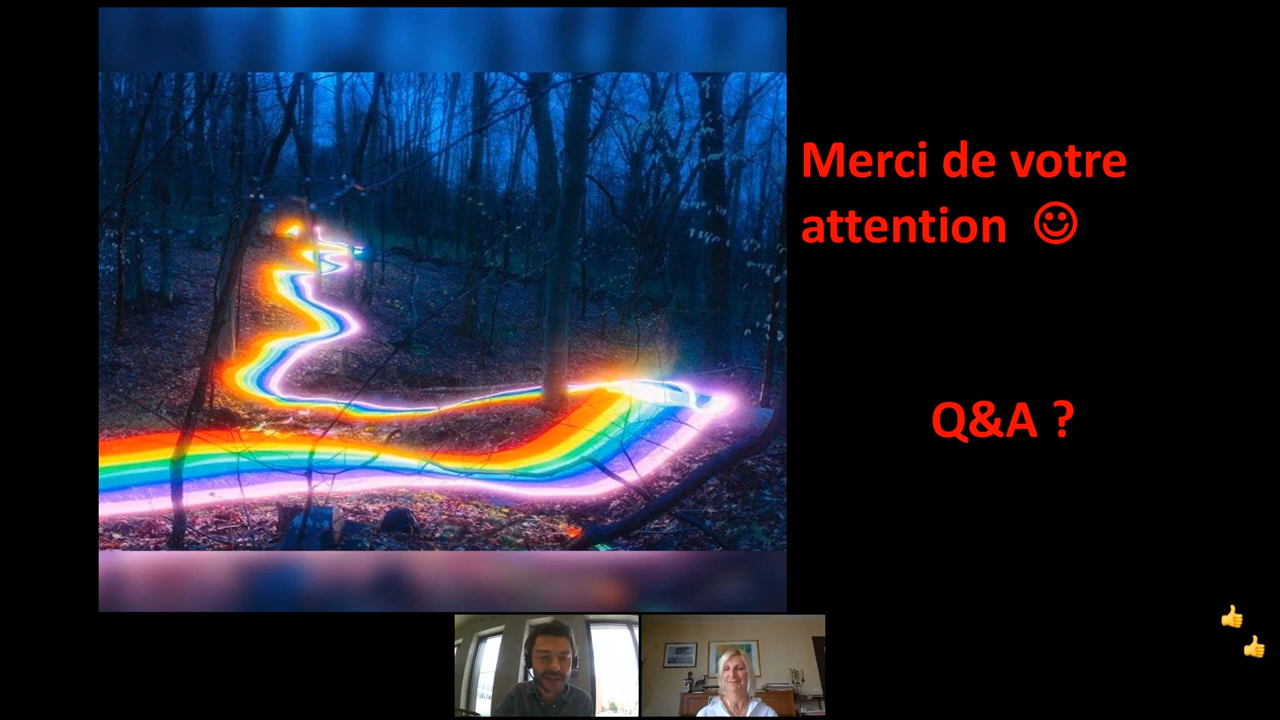 Merci de votre
attention ☺
Q&A ?